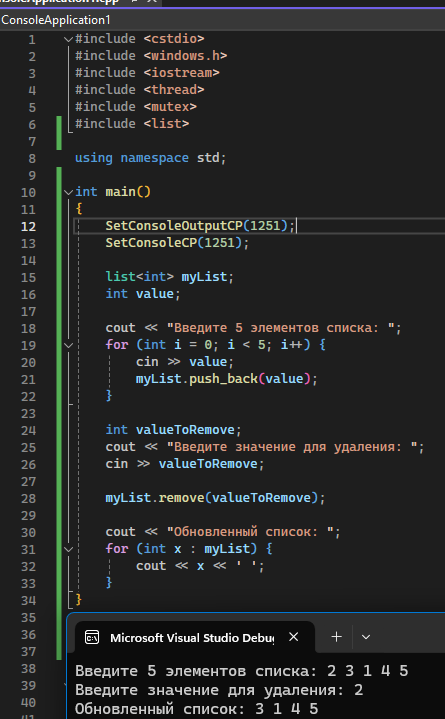 ConsoleApplication1
1 #include <cstdio>
2 #include <windows.h>
3 #include <iostream>
4 #include <thread>
5 #include <mutex>
6 #include <list>
7
8 using namespace std;
9
10 int main()
11 {
12 SetConsoleOutputCP(1251);
13 SetConsoleCP(1251);
14
15 list<int> myList;
16 int value;
17
18 cout << "Введите 5 элементов списка: ";
19 for (int i = 0; i < 5; i++) {
20 cin >> value;
21 myList.push_back(value);
22 }
23
24 int valueToRemove;
25 cout << "Введите значение для удаления: ";
26 cin >> valueToRemove;
27
28 myList.remove(valueToRemove);
29
30 cout << "Обновленный список: ";
31 for (int x : myList) {
32 cout << x << ' ';
33 }
34 }
35
36
37
38
39
40
Microsoft Visual Studio Debug
Введите 5 элементов списка: 2 3 1 4 5
Введите значение для удаления: 2
Обновленный список: 3 1 4 5